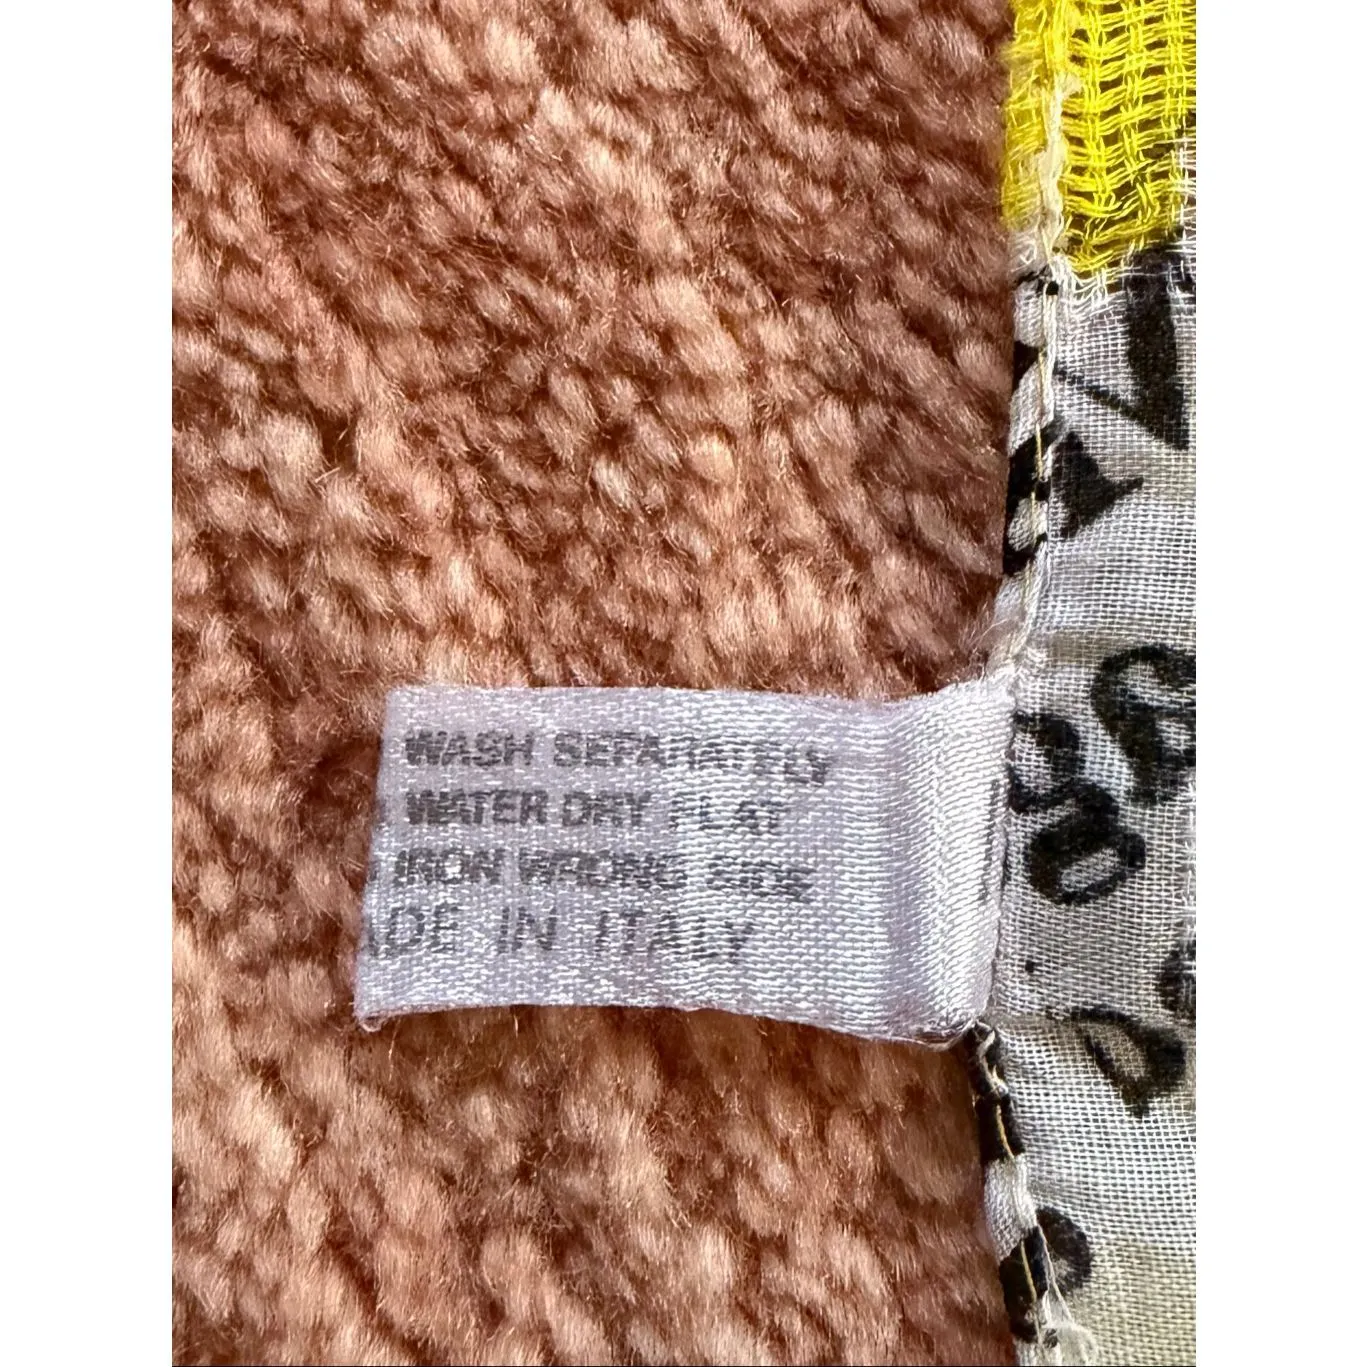 WASH SEPARATELY
WATER DRY FLAT
IRON WRONG SIDE
ADE IN ITALY